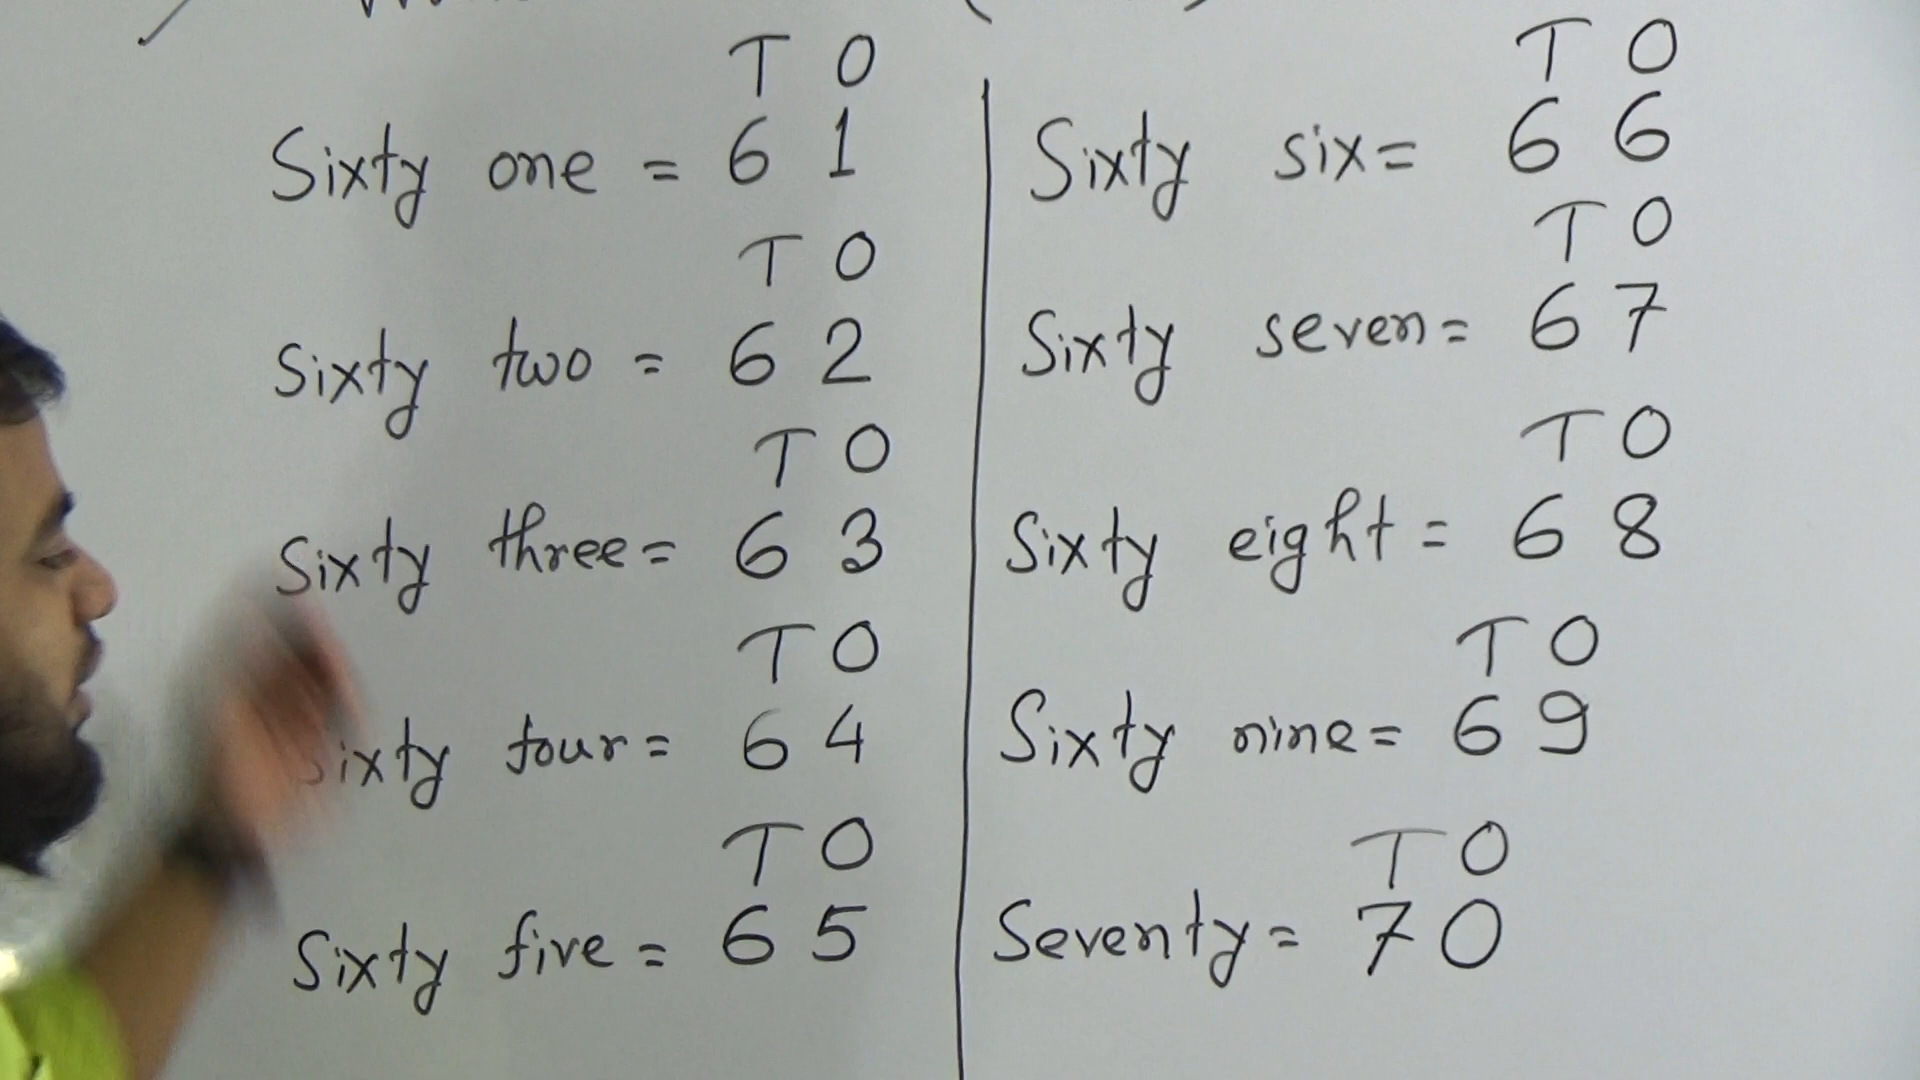 T O
Sixty one = 6 1
T O
Sixty two = 6 2
T O
Sixty three = 6 3
T O
Sixty four = 6 4
T O
Sixty five = 6 5
T O
Sixty six = 6 6
T O
Sixty seven = 6 7
T O
Sixty eight = 6 8
T O
Sixty nine = 6 9
T O
Seventy = 7 0